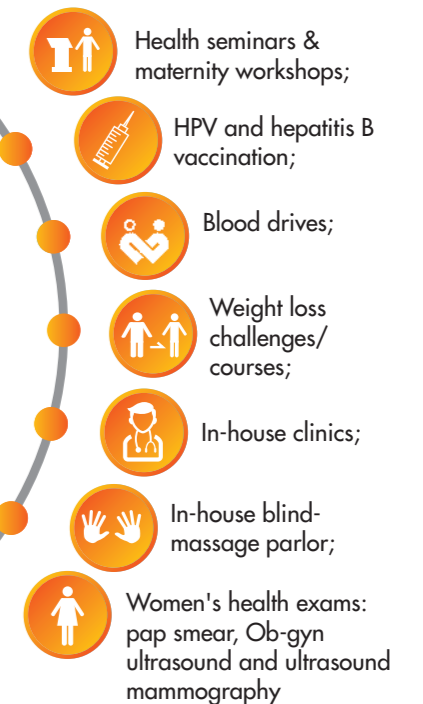 Health seminars &
maternity workshops;
HPV and hepatitis B
vaccination;
Blood drives;
Weight loss
challenges/
courses;
In-house clinics;
In-house blind-
massage parlor;
Women's health exams:
pap smear, Ob-gyn
ultrasound and ultrasound
mammography